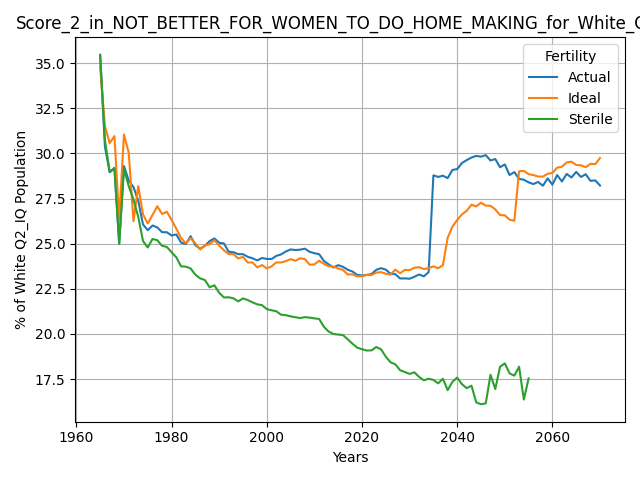 Score_2_in_NOT_BETTER_FOR_WOMEN_TO_DO_HOME_MAKING_for_White_
Fertility
Actual
Ideal
Sterile
% of White Q2_IQ Population
35.0
32.5
30.0
27.5
25.0
22.5
20.0
17.5
1960 1980 2000 2020 2040 2060
Years